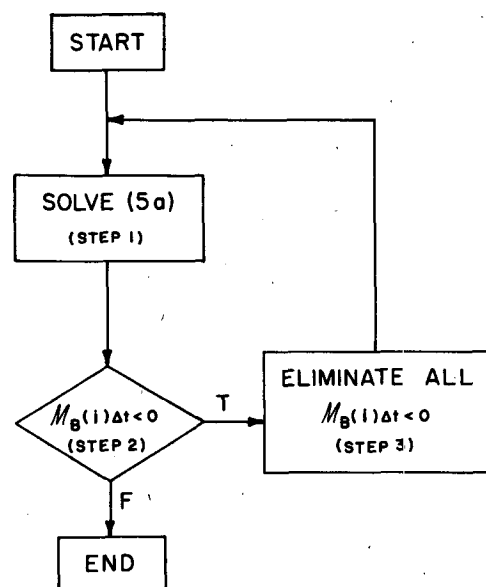 START
SOLVE (5a)
(STEP 1)
M_B(i)Δt<0
(STEP 2)
T
F
ELIMINATE ALL
M_B(i)Δt<0
(STEP 3)
END